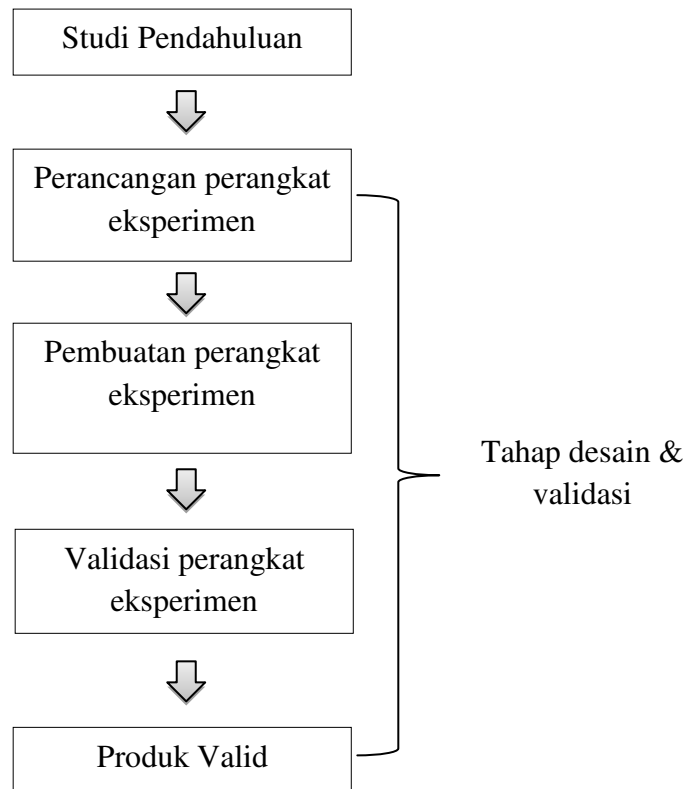 Studi Pendahuluan
Perancangan perangkat
eksperimen
Pembuatan perangkat
eksperimen
Tahap desain &
validasi
Validasi perangkat
eksperimen
Produk Valid